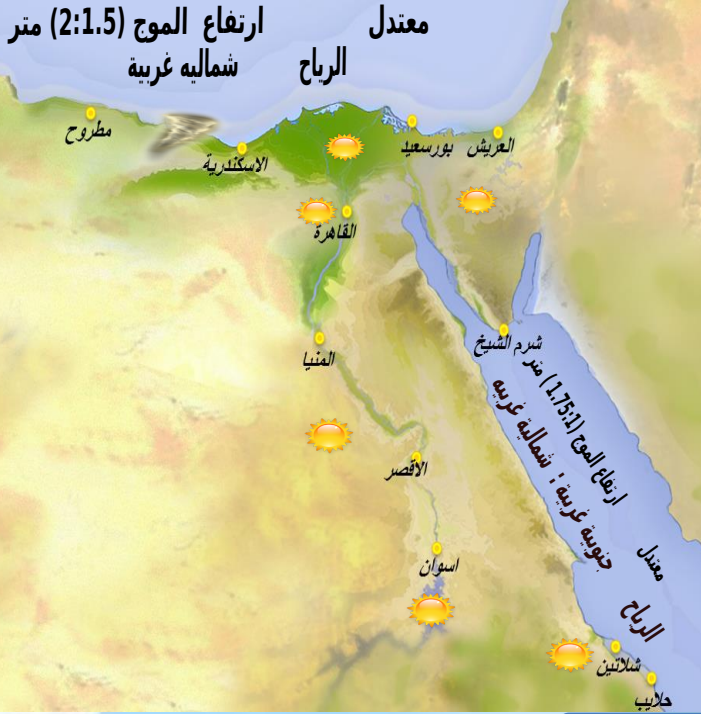 معتدل ارتفاع الموج (2:1.5) متر
الرياح شماليه غربية
مطروح
الاسكندرية
بورسعيد
العريش
القاهرة
المنيا
شرم الشيخ
الاقصر
اسوان
شلاتين
حلايب
معتدل ارتفاع الموج (1.75:1) متر
الرياح جنوبية غربية : شمالية غربيه